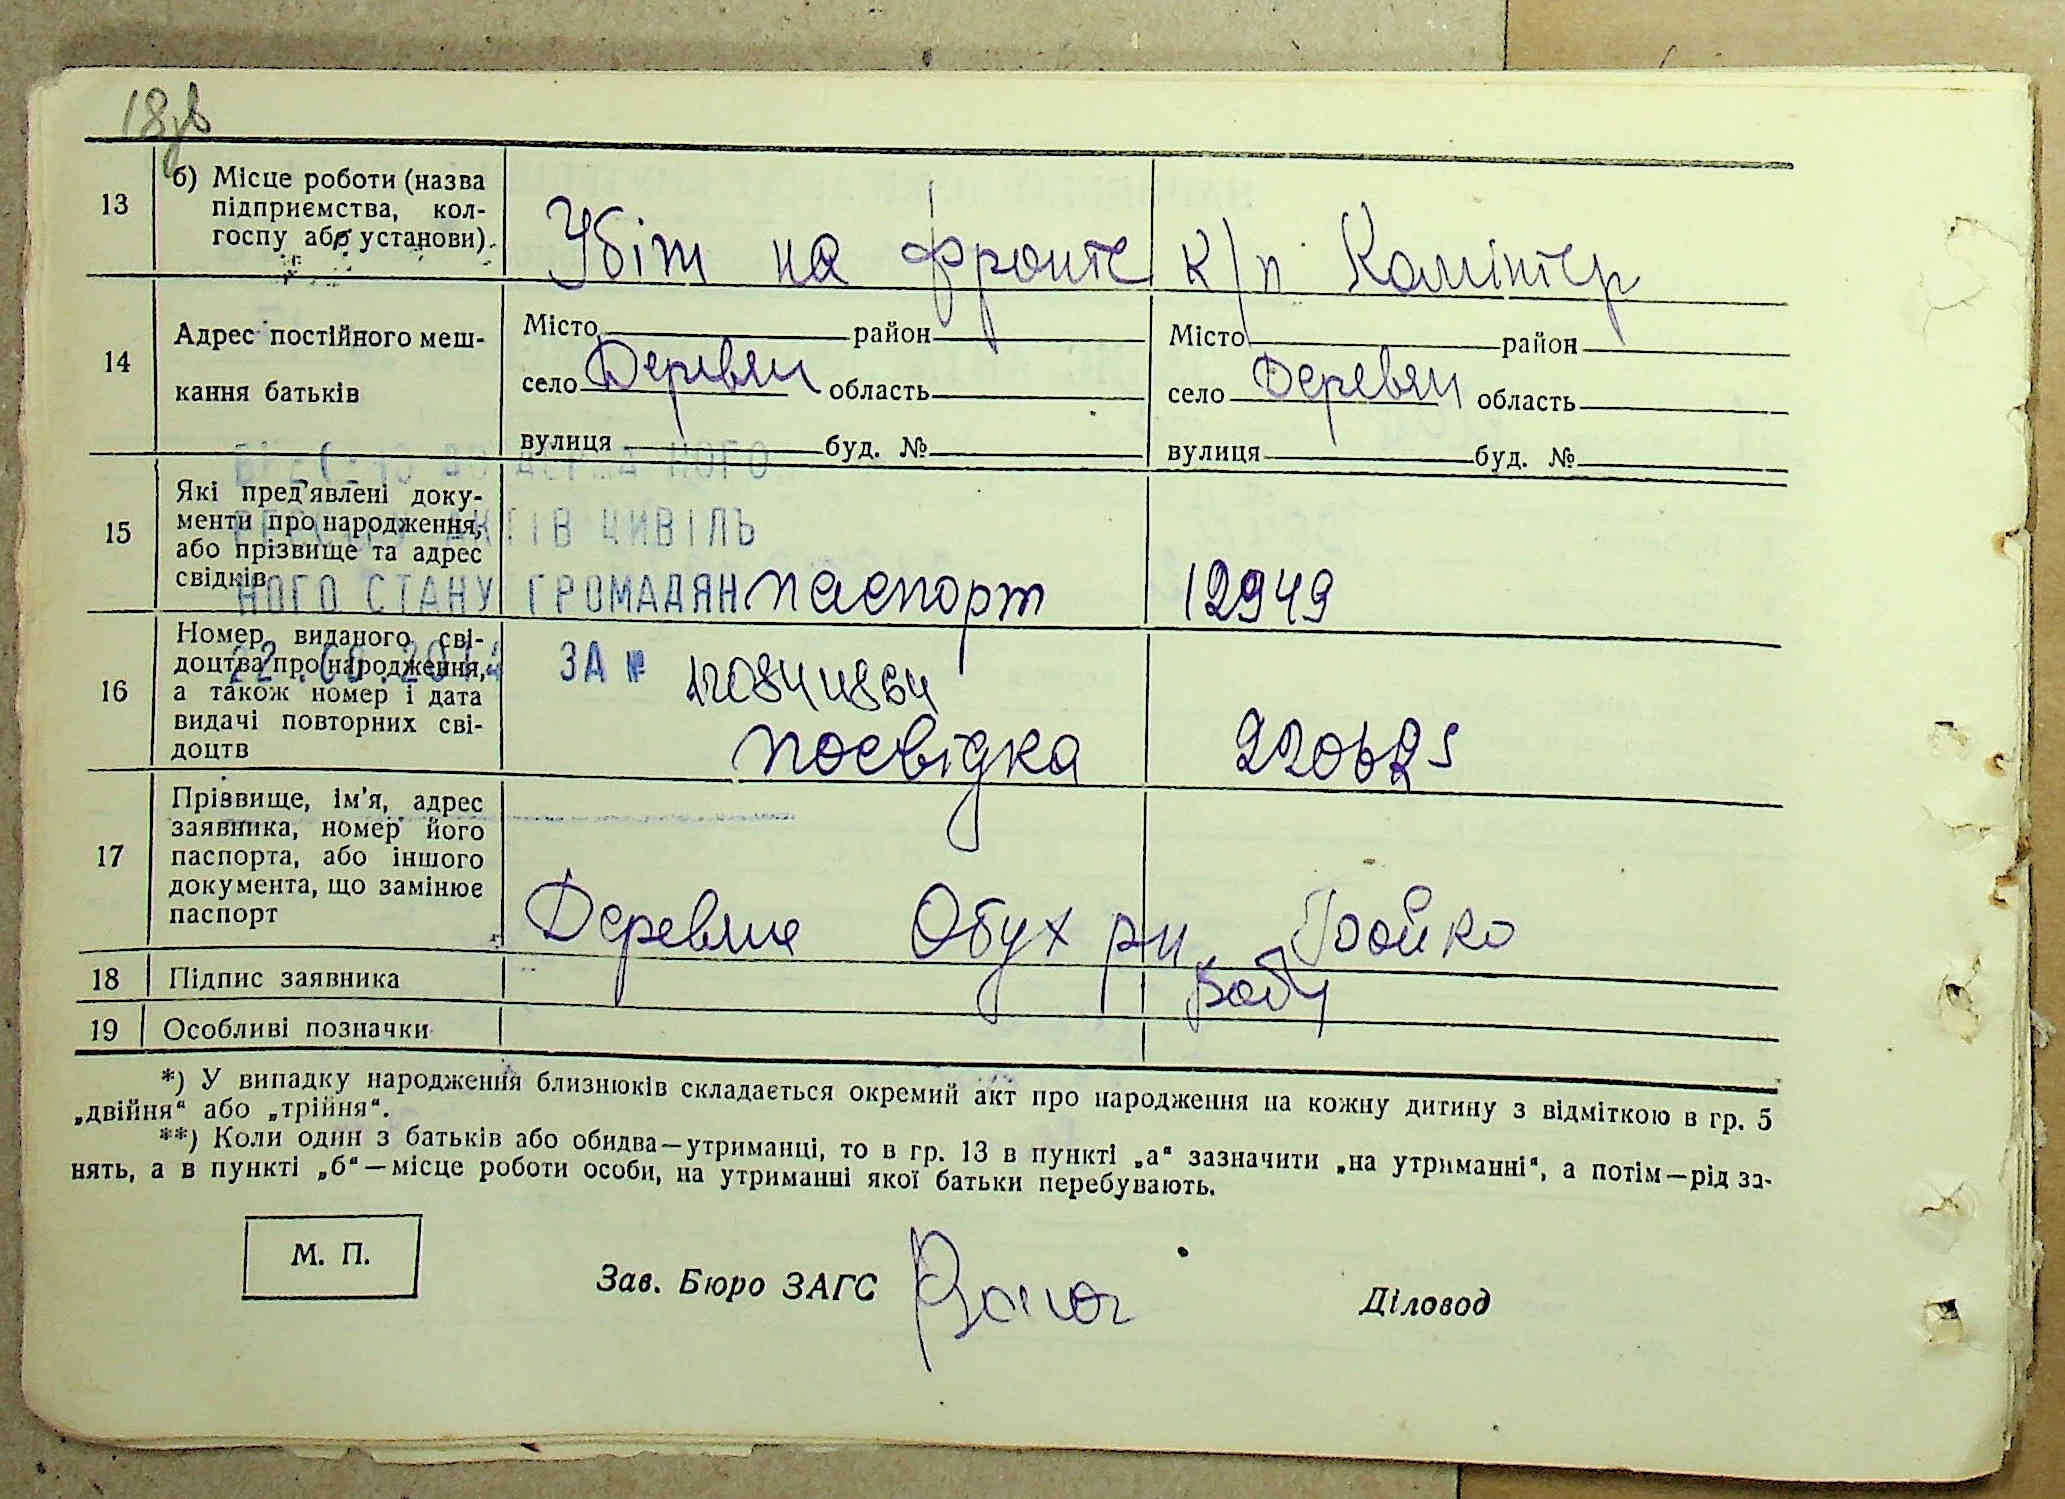 18
13
б) Місце роботи (назва
підприємства, кол-
госпу або установи).
Убіт на фронте
к/п Комінтер
14
Адрес постійного меш-
кання батьків
Місто район
село Деревян область
вулиця буд. №
Місто район
село Деревян область
вулиця буд. №
15
Які пред'явлені доку-
менти про народження,
або прізвище та адрес
свідків
паспорт
12949
АКТІВ ЦИВІЛЬ
НОГО СТАНУ ГРОМАДЯН
ЗА №
16
Номер виданого сві-
доцтва про народження,
а також номер і дата
видачі повторних сві-
доцтв
посвідка
17
Прізвище, ім'я, адрес
заявника, номер його
паспорта, або іншого
документа, що замінює
паспорт
Деревяне Обух рн Бойко
18
Підпис заявника
19
Особливі позначки
*) У випадку народження близнюків складається окремий акт про народження на кожну дитину з відміткою в гр. 5
„двійня“ або „трійня“.
**) Коли один з батьків або обидва—утриманці, то в гр. 13 в пункті „а“ зазначити „на утриманні“, а потім—рід за-
нять, а в пункті „б“—місце роботи особи, на утриманні якої батьки перебувають.
М. П.
Зав. Бюро ЗАГС
Діловод